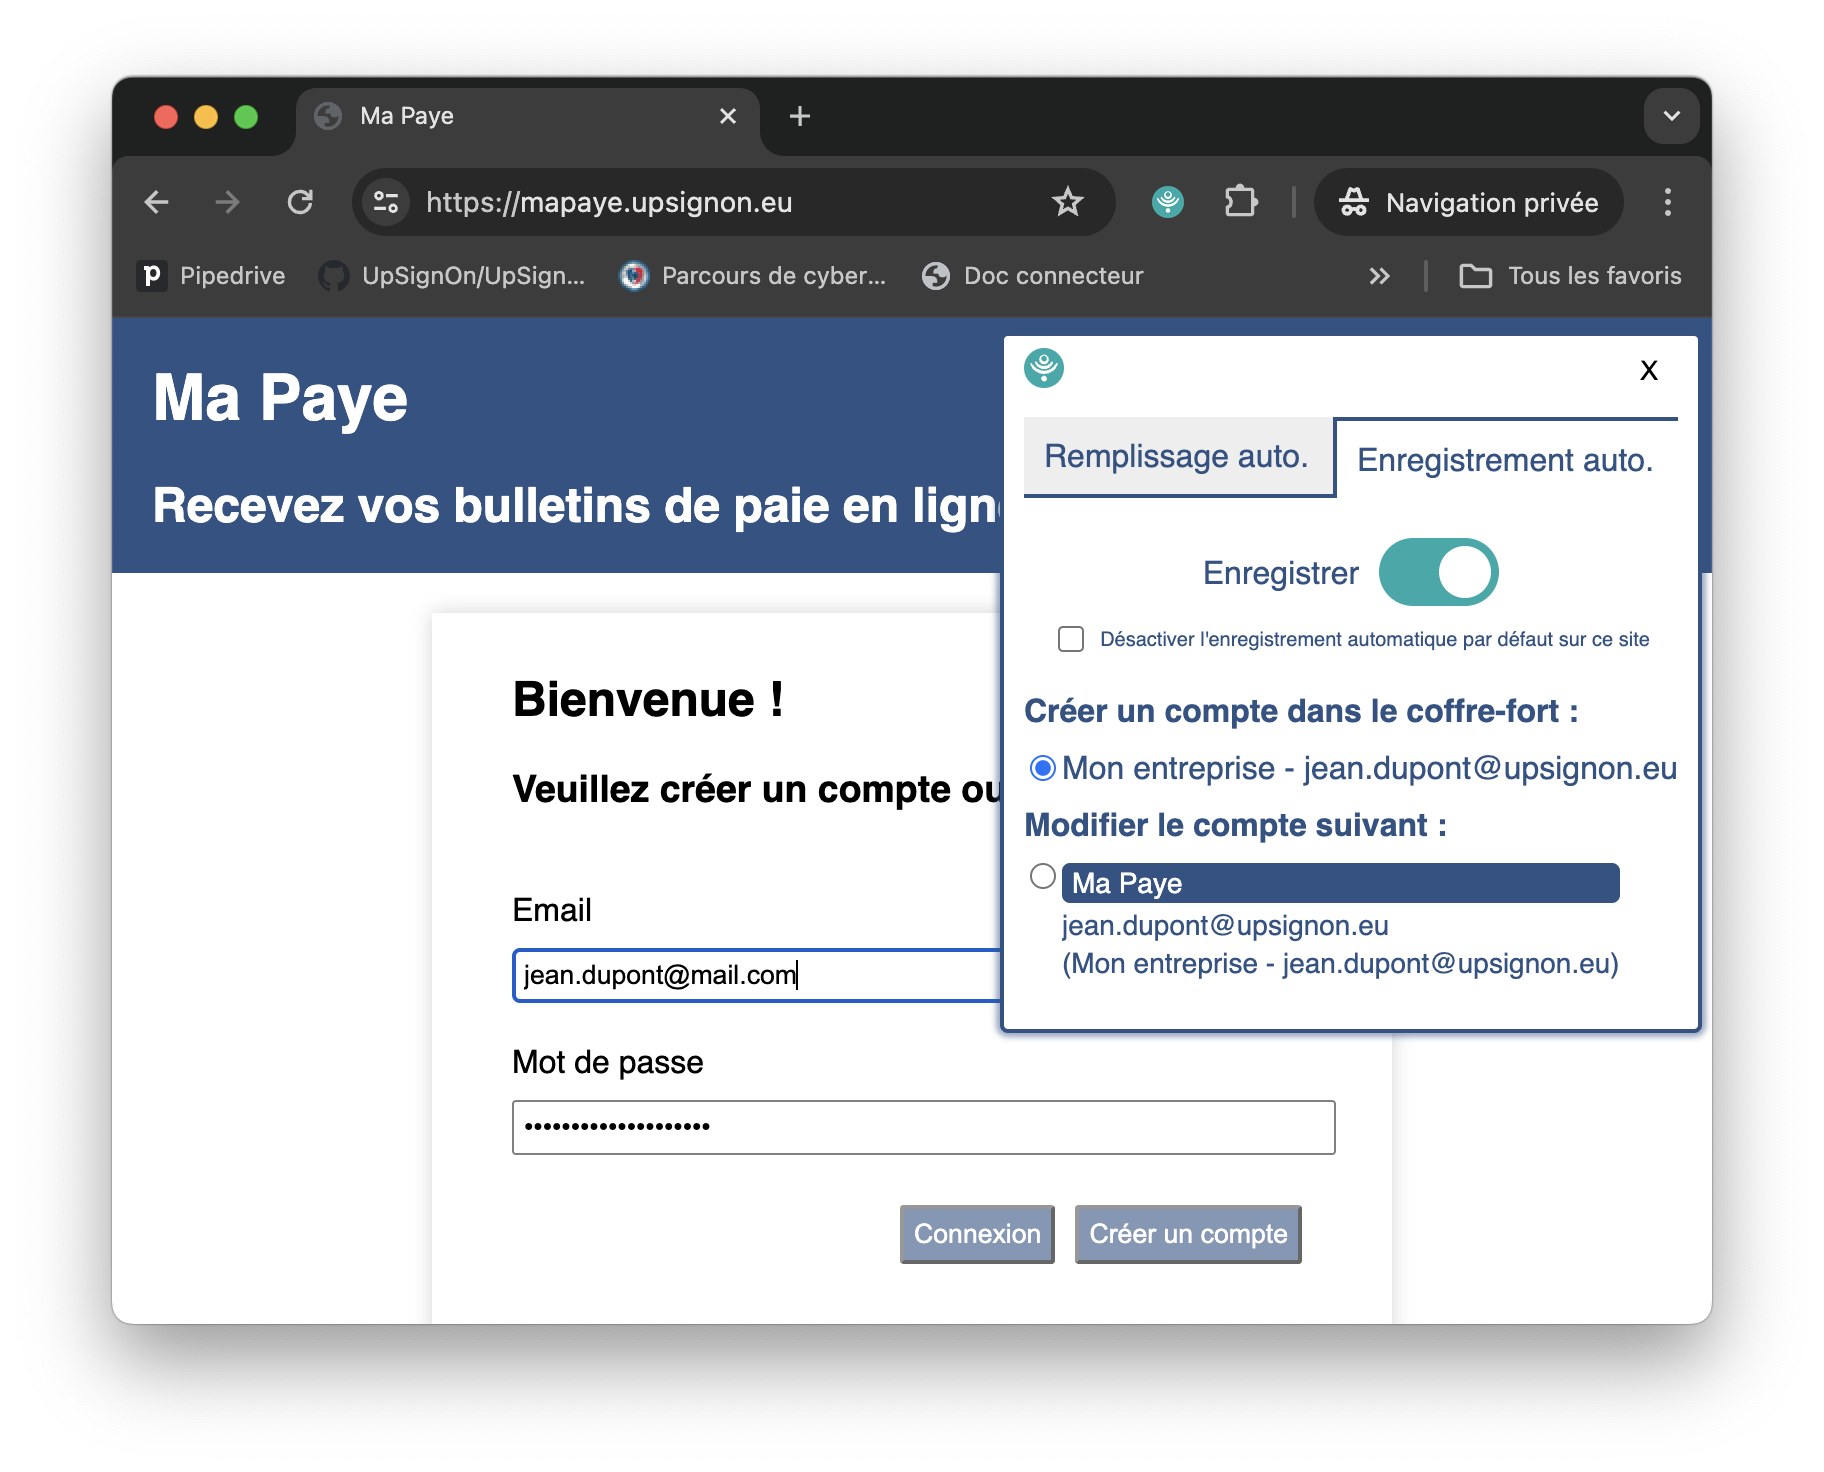 Ma Paye
https://mapaye.upsignon.eu
Navigation privée
Pipedrive
UpSignOn/UpSign...
Parcours de cyber...
Doc connecteur
Tous les favoris
Ma Paye
Recevez vos bulletins de paie en lign
X
Remplissage auto.
Enregistrement auto.
Enregistrer
Désactiver l'enregistrement automatique par défaut sur ce site
Créer un compte dans le coffre-fort :
Mon entreprise - jean.dupont@upsignon.eu
Modifier le compte suivant :
Ma Paye
jean.dupont@upsignon.eu
(Mon entreprise - jean.dupont@upsignon.eu)
Bienvenue !
Veuillez créer un compte ou
Email
jean.dupont@mail.com
Mot de passe
Connexion
Créer un compte